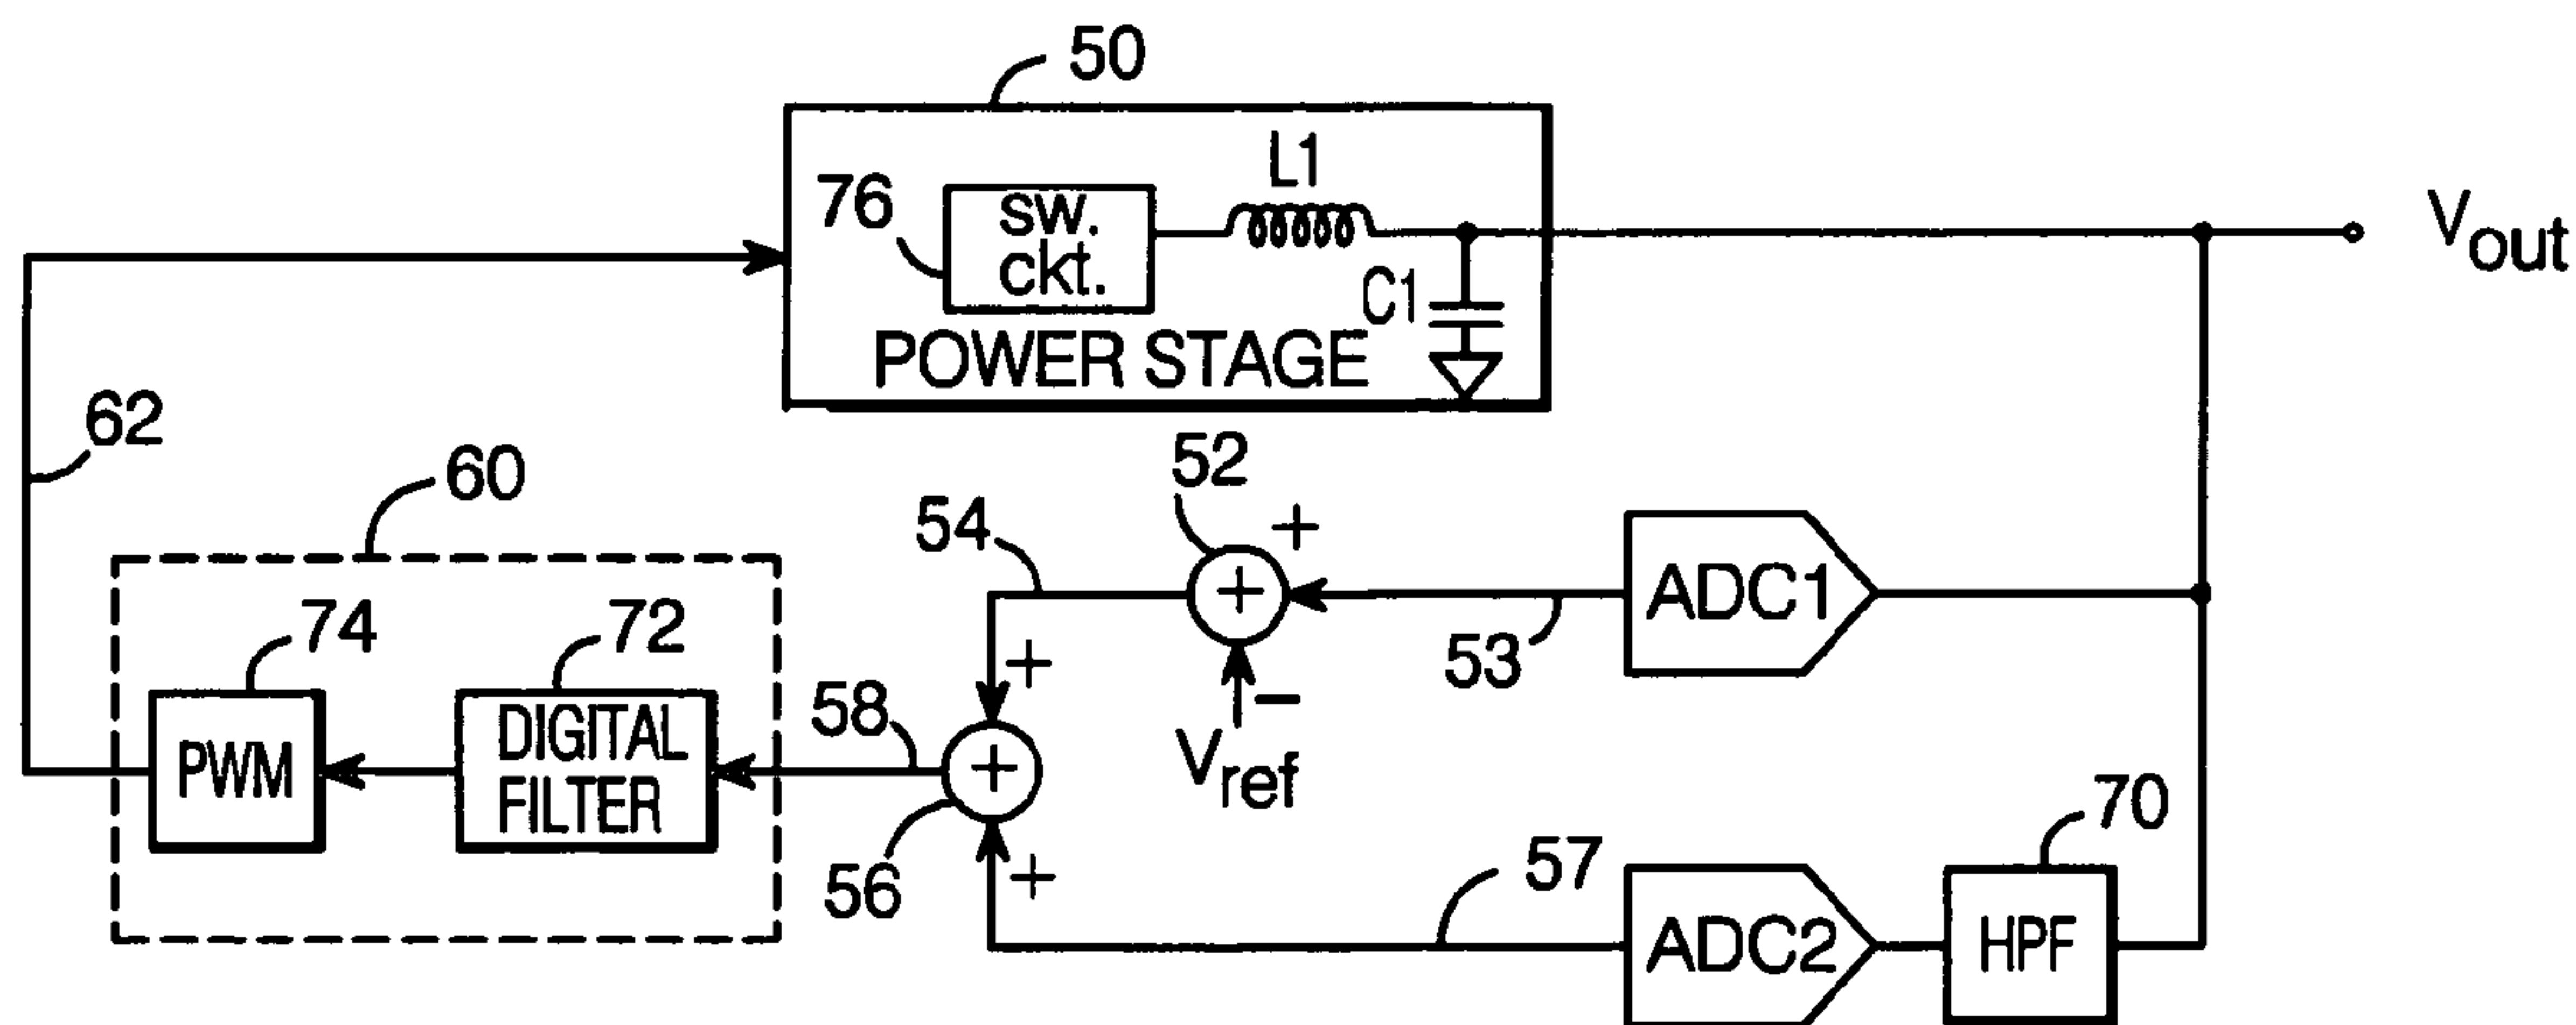 50
L1
76
sw.
ckt.
Vout
C1
POWER STAGE
62
60
52
54
+
+
ADC1
53
74
72
+
58
−
Vref
PWM
DIGITAL
FILTER
+
56
+
57
70
ADC2
HPF